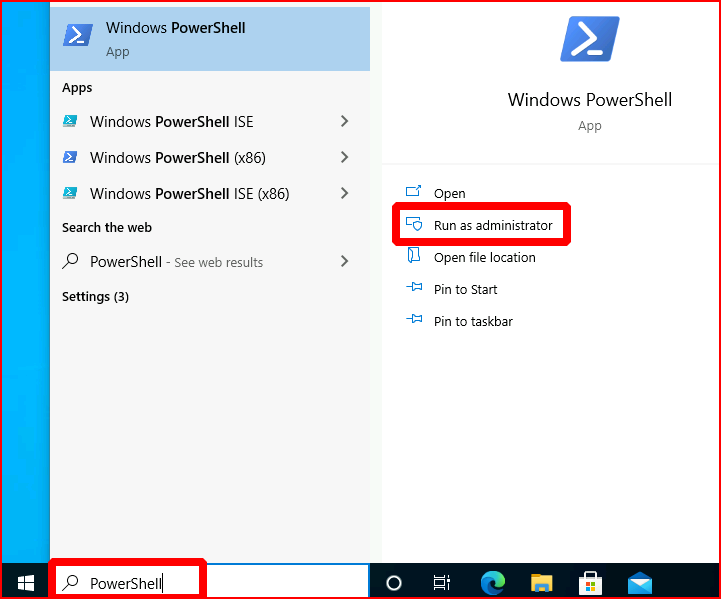 Windows PowerShell
App
Apps
Windows PowerShell ISE
Windows PowerShell (x86)
Windows PowerShell ISE (x86)
Search the web
PowerShell - See web results
Settings (3)
PowerShell
Windows PowerShell
App
Open
Run as administrator
Open file location
Pin to Start
Pin to taskbar